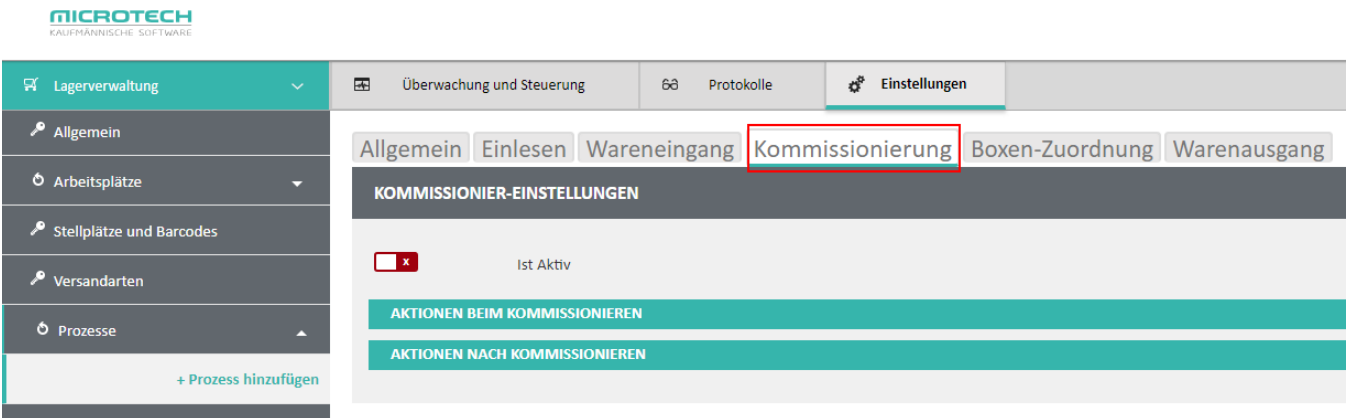 MICROTECH
KAUFMÄNNISCHE SOFTWARE
Lagerverwaltung
Überwachung und Steuerung Protokolle Einstellungen
Allgemein
Arbeitsplätze
Stellplätze und Barcodes
Versandarten
Prozesse
+ Prozess hinzufügen
Allgemein Einlesen Wareneingang Kommissionierung Boxen-Zuordnung Warenausgang
KOMMISSIONIER-EINSTELLUNGEN
x Ist Aktiv
AKTIONEN BEIM KOMMISSIONIEREN
AKTIONEN NACH KOMMISSIONIEREN